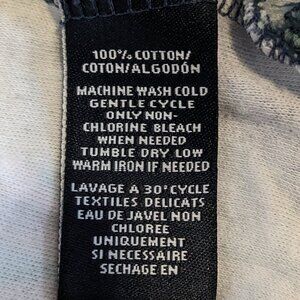 100% COTTON/
COTON/ALGODÓN
MACHINE WASH COLD
GENTLE CYCLE
ONLY NON-
CHLORINE BLEACH
WHEN NEEDED
TUMBLE DRY LOW
WARM IRON IF NEEDED
LAVAGE A 30° CYCLE
TEXTILES DELICATS
EAU DE JAVEL NON
CHLOREE
UNIQUEMENT
SI NECESSAIRE
SECHAGE EN